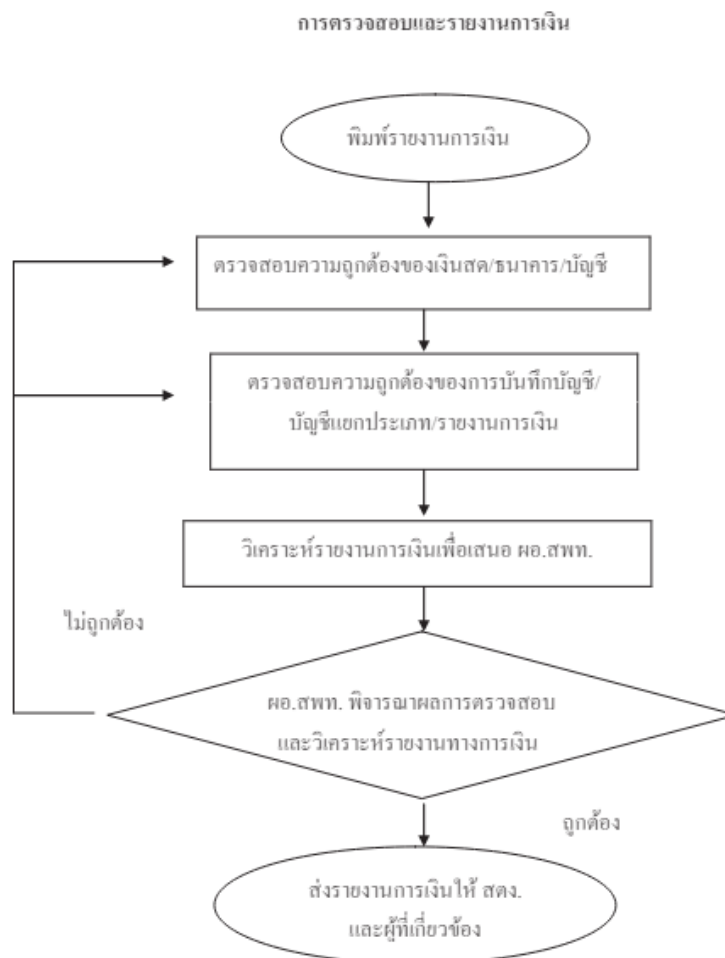 การตรวจสอบและรายงานการเงิน
พิมพ์รายงานการเงิน
ตรวจสอบความถูกต้องของเงินสด/ธนาคาร/บัญชี
ตรวจสอบความถูกต้องของการบันทึกบัญชี/
บัญชีแยกประเภท/รายงานการเงิน
วิเคราะห์รายงานการเงินเพื่อเสนอ ผอ.สพท.
ไม่ถูกต้อง
ผอ.สพท. พิจารณาผลการตรวจสอบ
และวิเคราะห์รายงานทางการเงิน
ถูกต้อง
ส่งรายงานการเงินให้ สตง.
และผู้ที่เกี่ยวข้อง